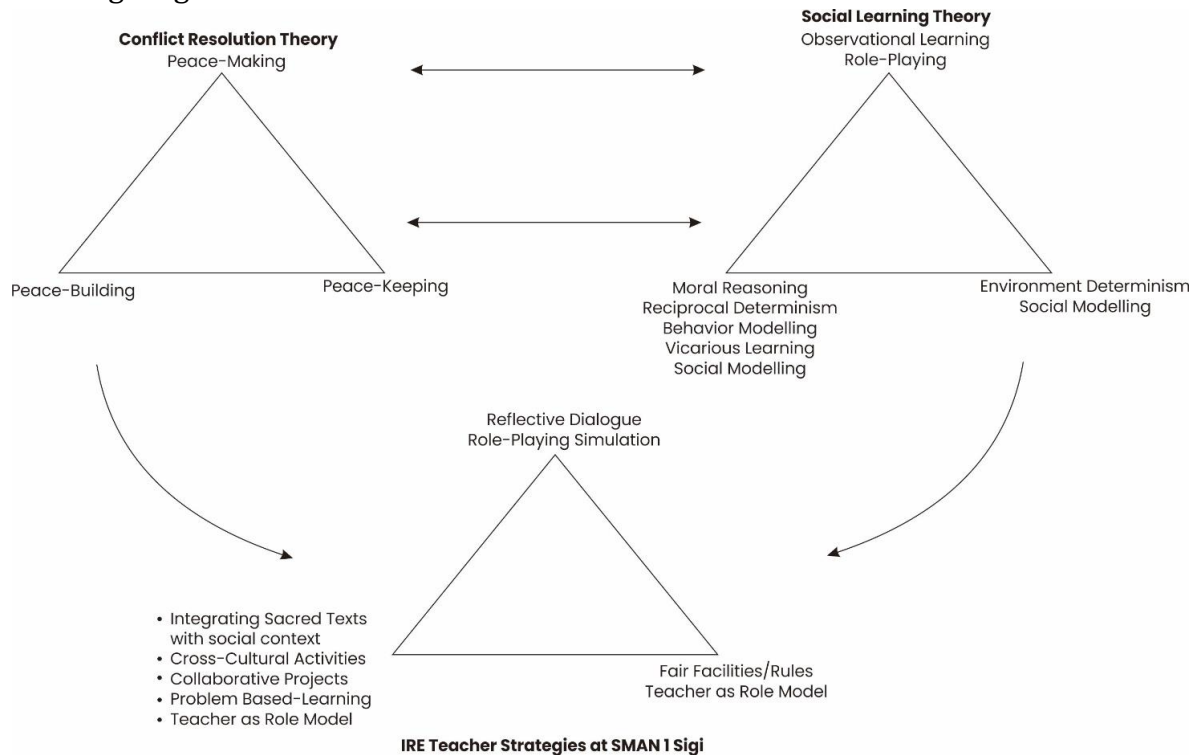 Conflict Resolution Theory
Peace-Making
Social Learning Theory
Observational Learning
Role-Playing
Peace-Building
Peace-Keeping
Moral Reasoning
Reciprocal Determinism
Behavior Modelling
Vicarious Learning
Social Modelling
Environment Determinism
Social Modelling
Reflective Dialogue
Role-Playing Simulation
• Integrating Sacred Texts
with social context
• Cross-Cultural Activities
• Collaborative Projects
• Problem Based-Learning
• Teacher as Role Model
Fair Facilities/Rules
Teacher as Role Model
IRE Teacher Strategies at SMAN 1 Sigi